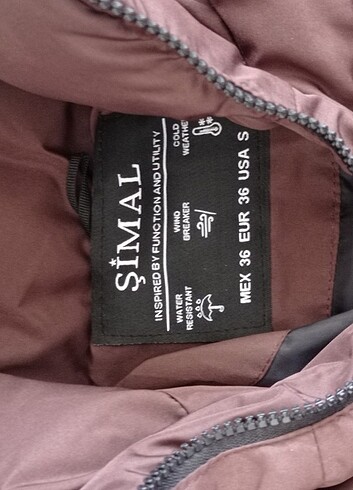 ŞİMAL
INSPIRED BY FUNCTION AND UTILITY
WATER
RESISTANT
WIND
BREAKER
COLD
WEATHER
MEX 36 EUR 36 USA S